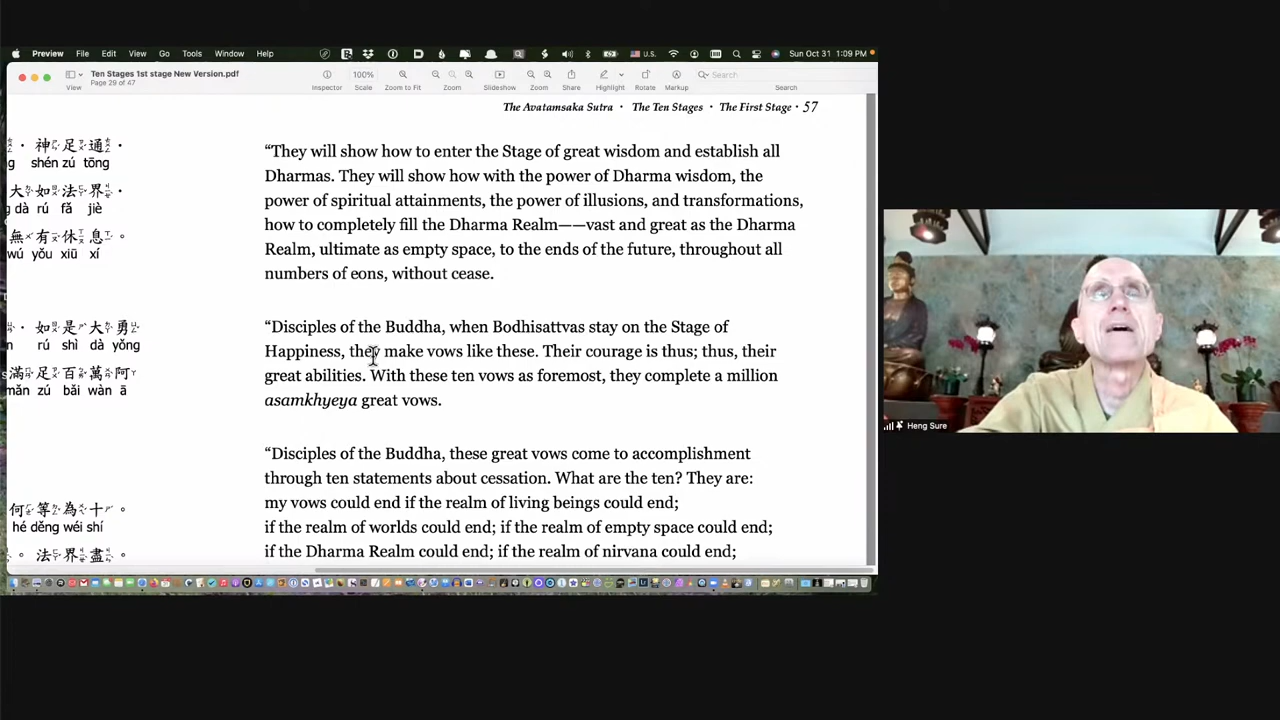 Preview File Edit View Go Tools Window Help U.S. Sun Oct 31 1:09 PM
Ten Stages 1st stage New Version.pdf
Page 29 of 47
100%
Search
View Inspector Scale Zoom to Fit Zoom Slideshow Zoom Share Highlight Rotate Markup Search
The Avatamsaka Sutra · The Ten Stages · The First Stage · 57
· 神足通·
g shén zú tōng
大如法界·
g dà rú fǎ jiè
無有休息。
wú yǒu xiū xí
· 如是大勇
n rú shì dà yǒng
滿足百萬阿
mǎn zú bǎi wàn ā
何等為十。
hé děng wéi shí
。法界盡。
“They will show how to enter the Stage of great wisdom and establish all
Dharmas. They will show how with the power of Dharma wisdom, the
power of spiritual attainments, the power of illusions, and transformations,
how to completely fill the Dharma Realm——vast and great as the Dharma
Realm, ultimate as empty space, to the ends of the future, throughout all
numbers of eons, without cease.
“Disciples of the Buddha, when Bodhisattvas stay on the Stage of
Happiness, they make vows like these. Their courage is thus; thus, their
great abilities. With these ten vows as foremost, they complete a million
asamkhyeya great vows.
“Disciples of the Buddha, these great vows come to accomplishment
through ten statements about cessation. What are the ten? They are:
my vows could end if the realm of living beings could end;
if the realm of worlds could end; if the realm of empty space could end;
if the Dharma Realm could end; if the realm of nirvana could end;
Heng Sure